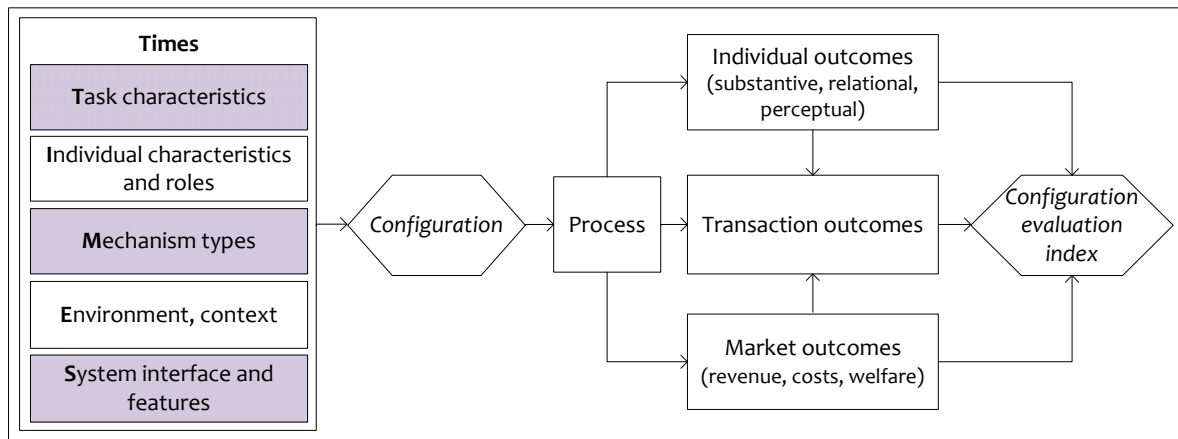 Times
Task characteristics
Individual characteristics
and roles
Mechanism types
Environment, context
System interface and
features
Configuration
Process
Individual outcomes
(substantive, relational,
perceptual)
Transaction outcomes
Market outcomes
(revenue, costs, welfare)
Configuration
evaluation
index